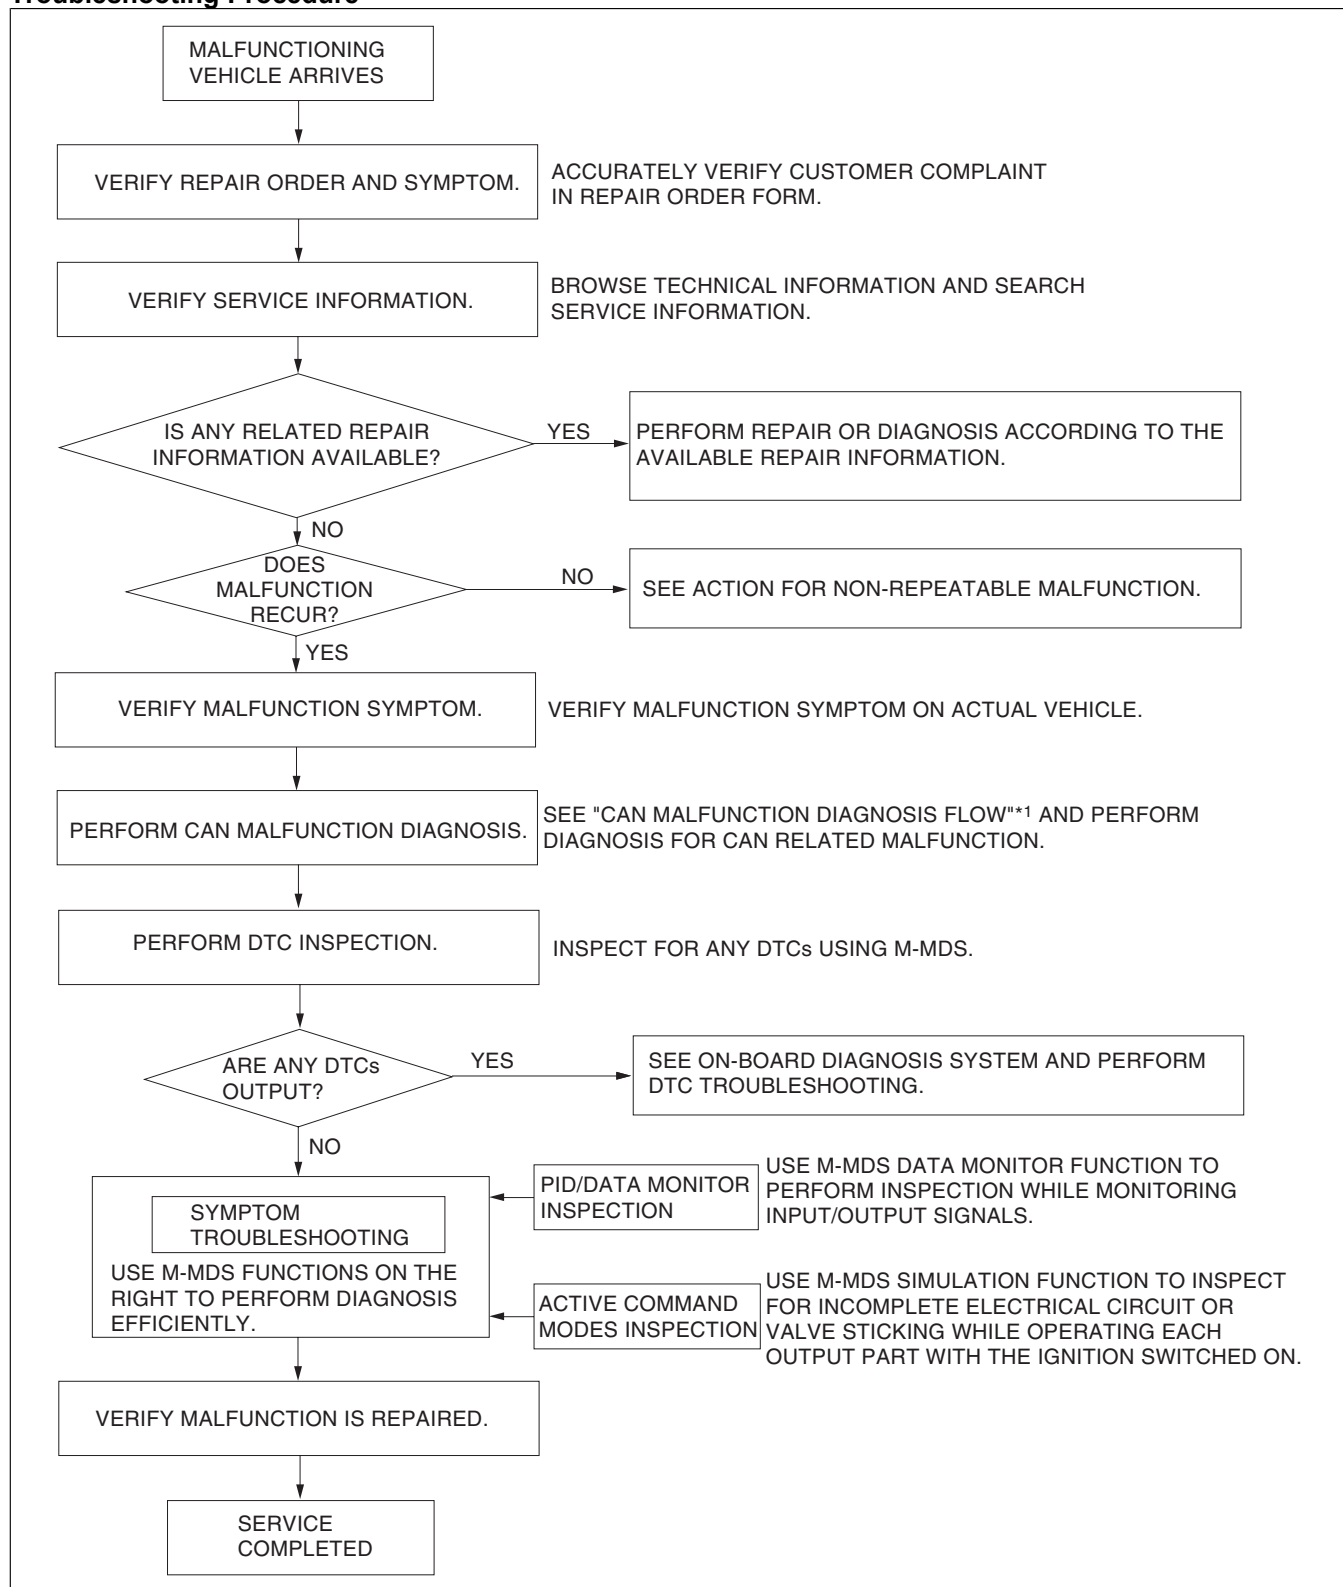 Troubleshooting Procedure
MALFUNCTIONING
VEHICLE ARRIVES
VERIFY REPAIR ORDER AND SYMPTOM.
ACCURATELY VERIFY CUSTOMER COMPLAINT
IN REPAIR ORDER FORM.
VERIFY SERVICE INFORMATION.
BROWSE TECHNICAL INFORMATION AND SEARCH
SERVICE INFORMATION.
IS ANY RELATED REPAIR
INFORMATION AVAILABLE?
YES
PERFORM REPAIR OR DIAGNOSIS ACCORDING TO THE
AVAILABLE REPAIR INFORMATION.
NO
DOES
MALFUNCTION
RECUR?
NO
SEE ACTION FOR NON-REPEATABLE MALFUNCTION.
YES
VERIFY MALFUNCTION SYMPTOM.
VERIFY MALFUNCTION SYMPTOM ON ACTUAL VEHICLE.
PERFORM CAN MALFUNCTION DIAGNOSIS.
SEE "CAN MALFUNCTION DIAGNOSIS FLOW"*1 AND PERFORM
DIAGNOSIS FOR CAN RELATED MALFUNCTION.
PERFORM DTC INSPECTION.
INSPECT FOR ANY DTCs USING M-MDS.
ARE ANY DTCs
OUTPUT?
YES
SEE ON-BOARD DIAGNOSIS SYSTEM AND PERFORM
DTC TROUBLESHOOTING.
NO
SYMPTOM
TROUBLESHOOTING
USE M-MDS FUNCTIONS ON THE
RIGHT TO PERFORM DIAGNOSIS
EFFICIENTLY.
PID/DATA MONITOR
INSPECTION
USE M-MDS DATA MONITOR FUNCTION TO
PERFORM INSPECTION WHILE MONITORING
INPUT/OUTPUT SIGNALS.
ACTIVE COMMAND
MODES INSPECTION
USE M-MDS SIMULATION FUNCTION TO INSPECT
FOR INCOMPLETE ELECTRICAL CIRCUIT OR
VALVE STICKING WHILE OPERATING EACH
OUTPUT PART WITH THE IGNITION SWITCHED ON.
VERIFY MALFUNCTION IS REPAIRED.
SERVICE
COMPLETED